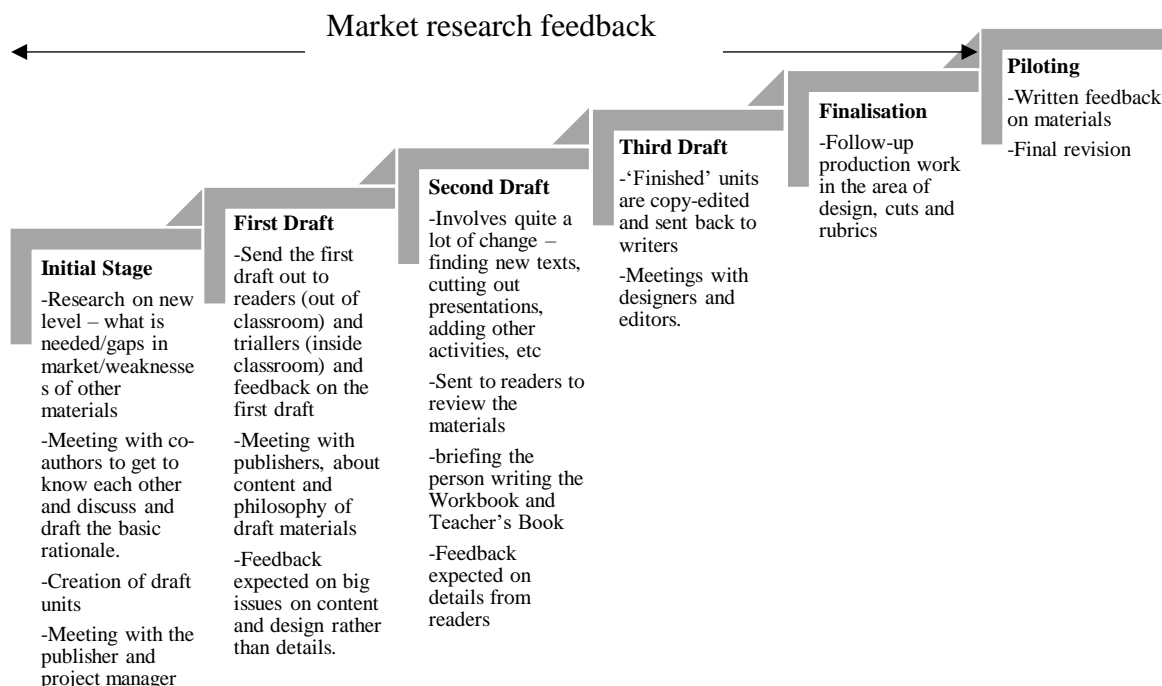 Market research feedback
Initial Stage
-Research on new
level – what is
needed/gaps in
market/weaknesse
s of other
materials
-Meeting with co-
authors to get to
know each other
and discuss and
draft the basic
rationale.
-Creation of draft
units
-Meeting with the
publisher and
project manager
First Draft
-Send the first
draft out to
readers (out of
classroom) and
triallers (inside
classroom) and
feedback on the
first draft
-Meeting with
publishers, about
content and
philosophy of
draft materials
-Feedback
expected on big
issues on content
and design rather
than details.
Second Draft
-Involves quite a
lot of change –
finding new texts,
cutting out
presentations,
adding other
activities, etc
-Sent to readers to
review the
materials
-briefing the
person writing the
Workbook and
Teacher’s Book
-Feedback
expected on
details from
readers
Third Draft
-‘Finished’ units
are copy-edited
and sent back to
writers
-Meetings with
designers and
editors.
Finalisation
-Follow-up
production work
in the area of
design, cuts and
rubrics
Piloting
-Written feedback
on materials
-Final revision